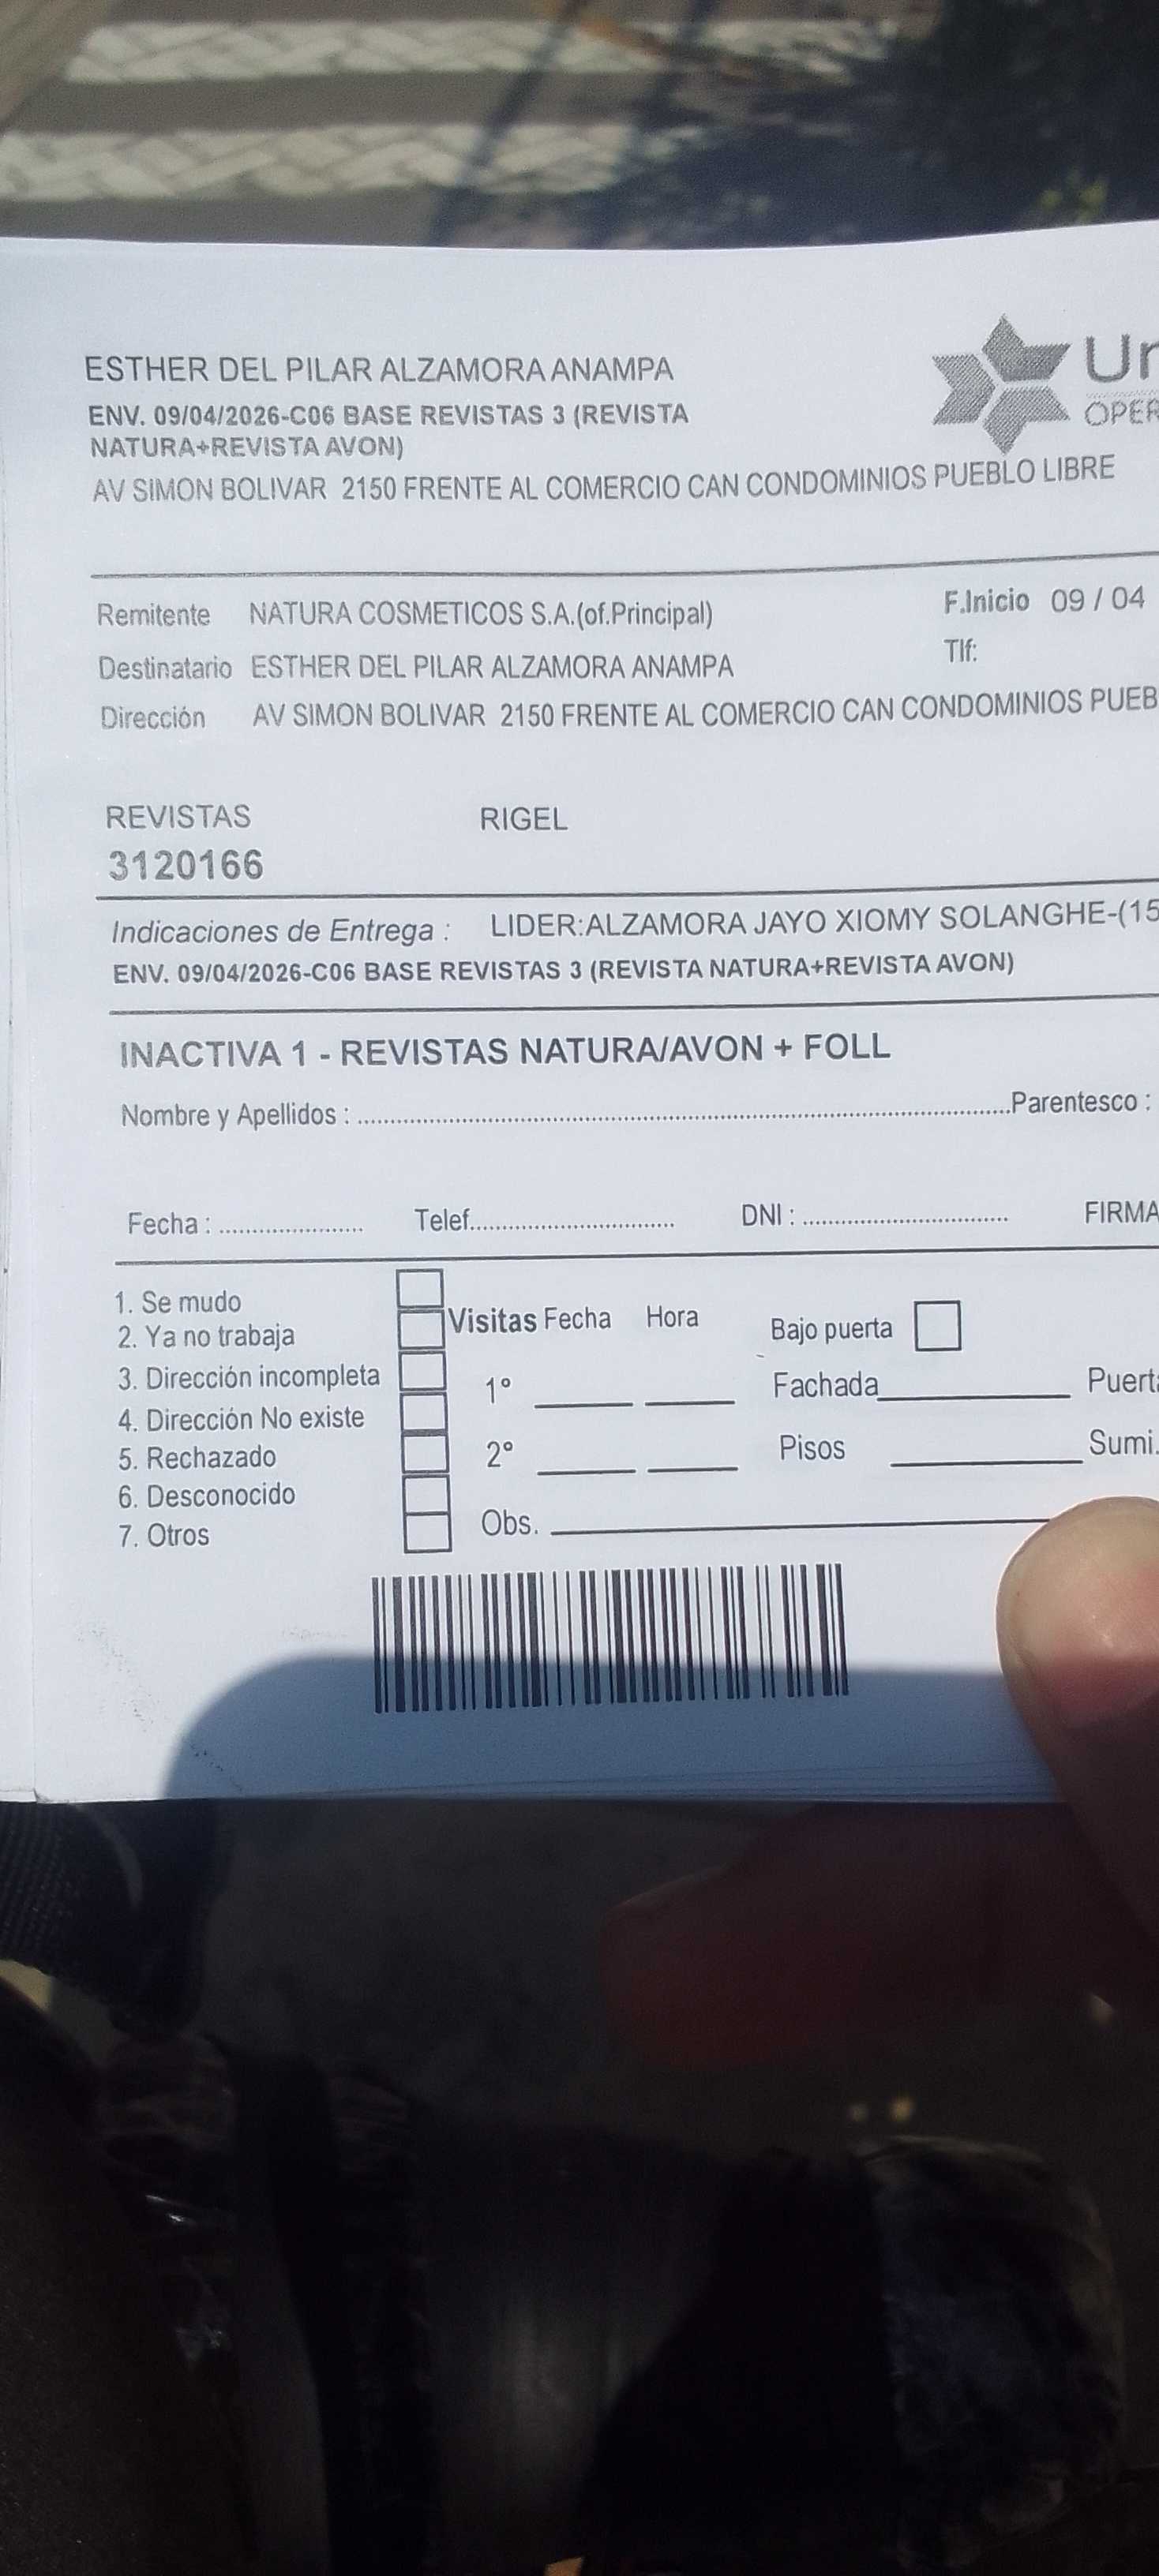 ESTHER DEL PILAR ALZAMORA ANAMPA
ENV. 09/04/2026-C06 BASE REVISTAS 3 (REVISTA
NATURA+REVISTA AVON)
AV SIMON BOLIVAR 2150 FRENTE AL COMERCIO CAN CONDOMINIOS PUEBLO LIBRE
Remitente NATURA COSMETICOS S.A.(of.Principal) F.Inicio 09 / 04
Tlf:
Destinatario ESTHER DEL PILAR ALZAMORA ANAMPA
Dirección AV SIMON BOLIVAR 2150 FRENTE AL COMERCIO CAN CONDOMINIOS PUEB
REVISTAS RIGEL
3120166
Indicaciones de Entrega : LIDER:ALZAMORA JAYO XIOMY SOLANGHE-(15
ENV. 09/04/2026-C06 BASE REVISTAS 3 (REVISTA NATURA+REVISTA AVON)
INACTIVA 1 - REVISTAS NATURA/AVON + FOLL
Nombre y Apellidos : Parentesco :
Fecha : Telef. DNI : FIRMA
1. Se mudo
2. Ya no trabaja
3. Dirección incompleta
4. Dirección No existe
5. Rechazado
6. Desconocido
7. Otros
Visitas Fecha Hora Bajo puerta
1º Fachada Puert
2º Pisos Sumi.
Obs.